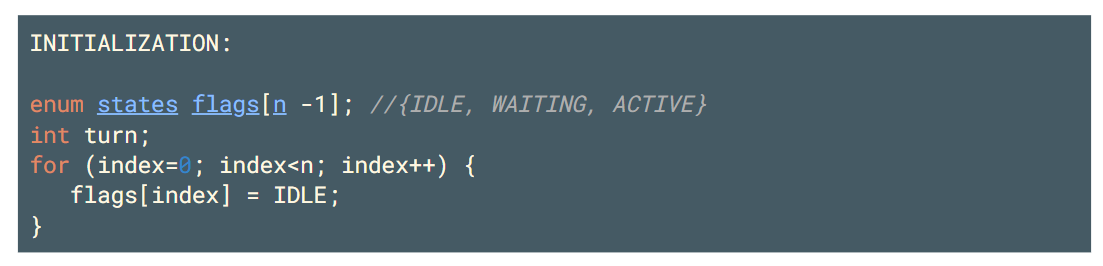 INITIALIZATION:
enum states flags[n -1]; //{IDLE, WAITING, ACTIVE}
int turn;
for (index=0; index<n; index++) {
   flags[index] = IDLE;
}